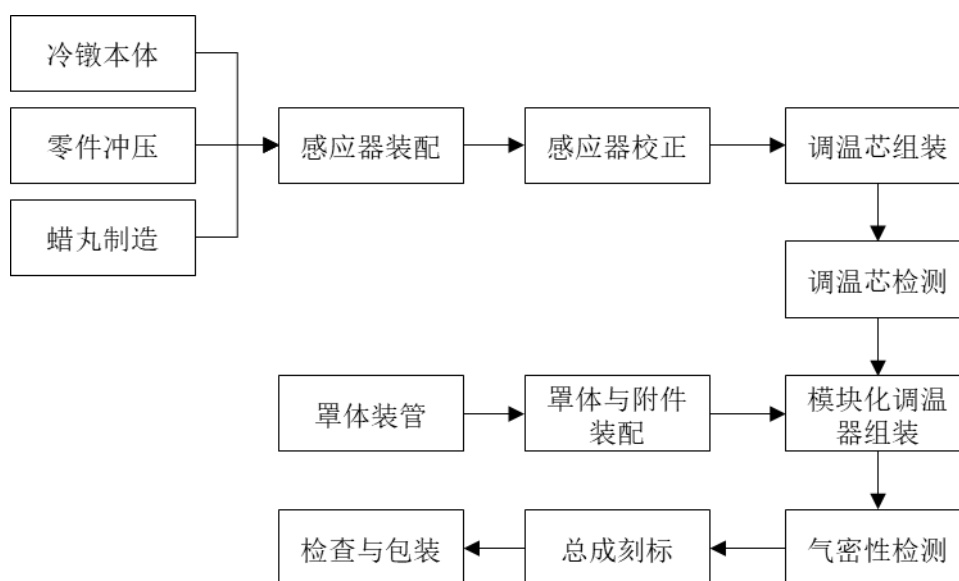 冷镦本体
零件冲压
蜡丸制造
感应器装配
感应器校正
调温芯组装
调温芯检测
罩体装管
罩体与附件
装配
模块化调温
器组装
气密性检测
总成刻标
检查与包装